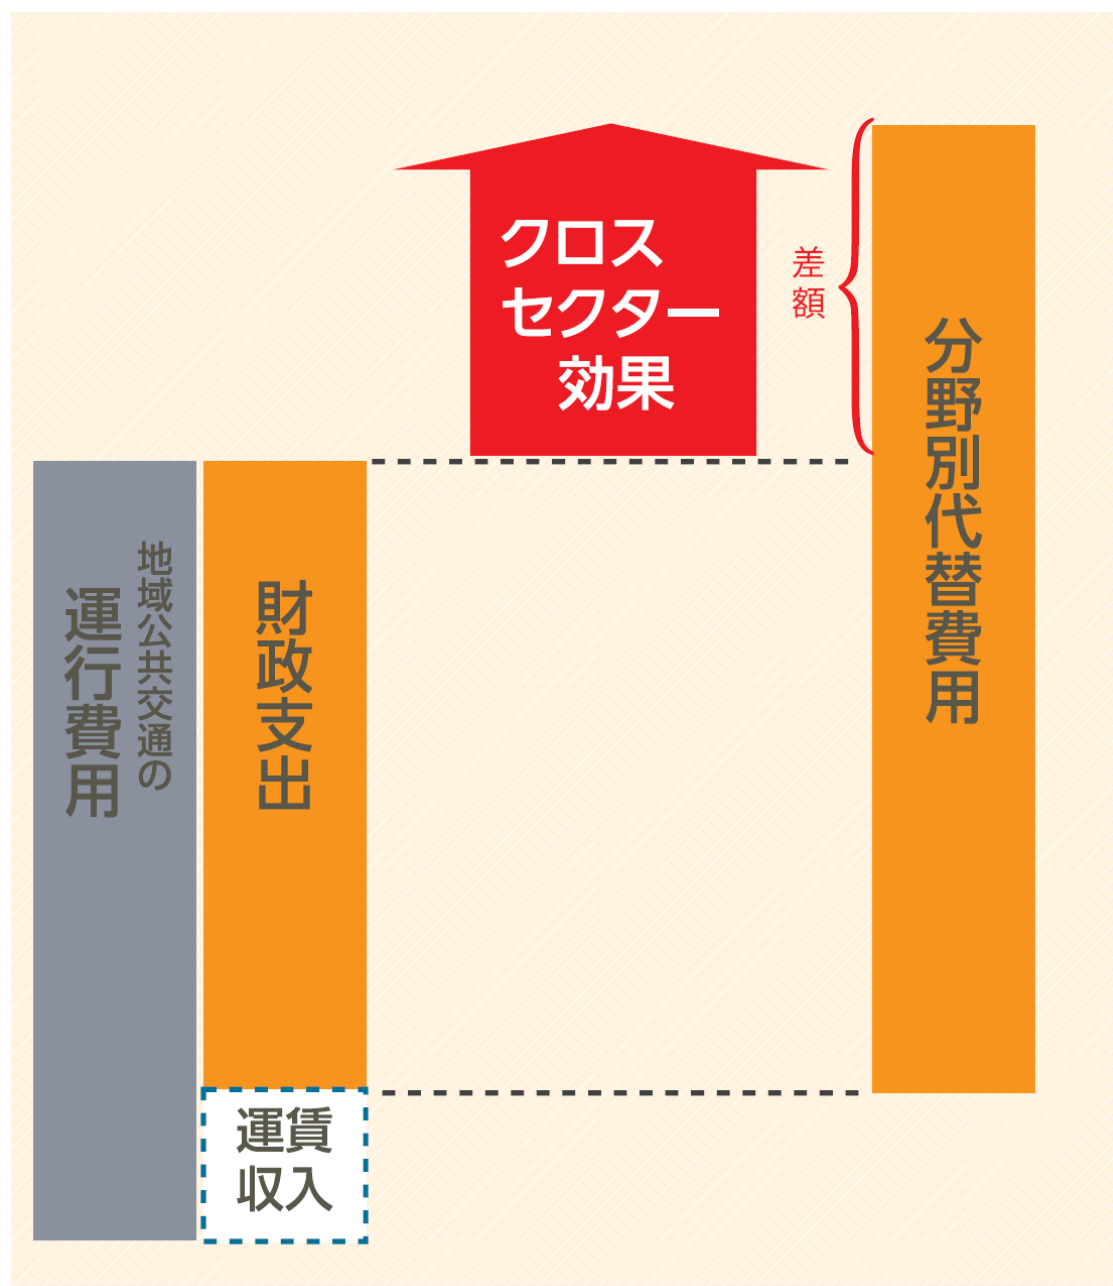 クロス
セクター
効果
差額
分野別代替費用
地域公共交通の
運行費用
財政支出
運賃
収入